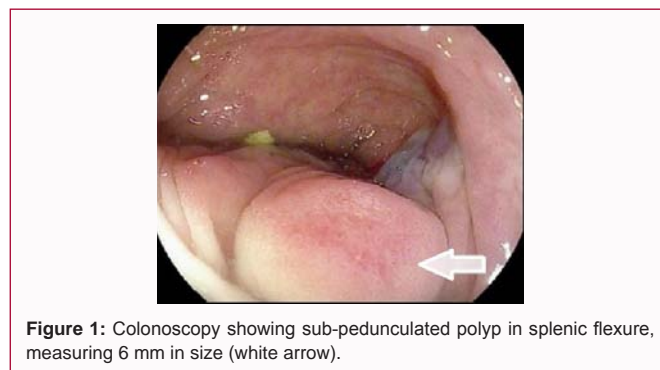 Figure 1: Colonoscopy showing sub-pedunculated polyp in splenic flexure,
measuring 6 mm in size (white arrow).